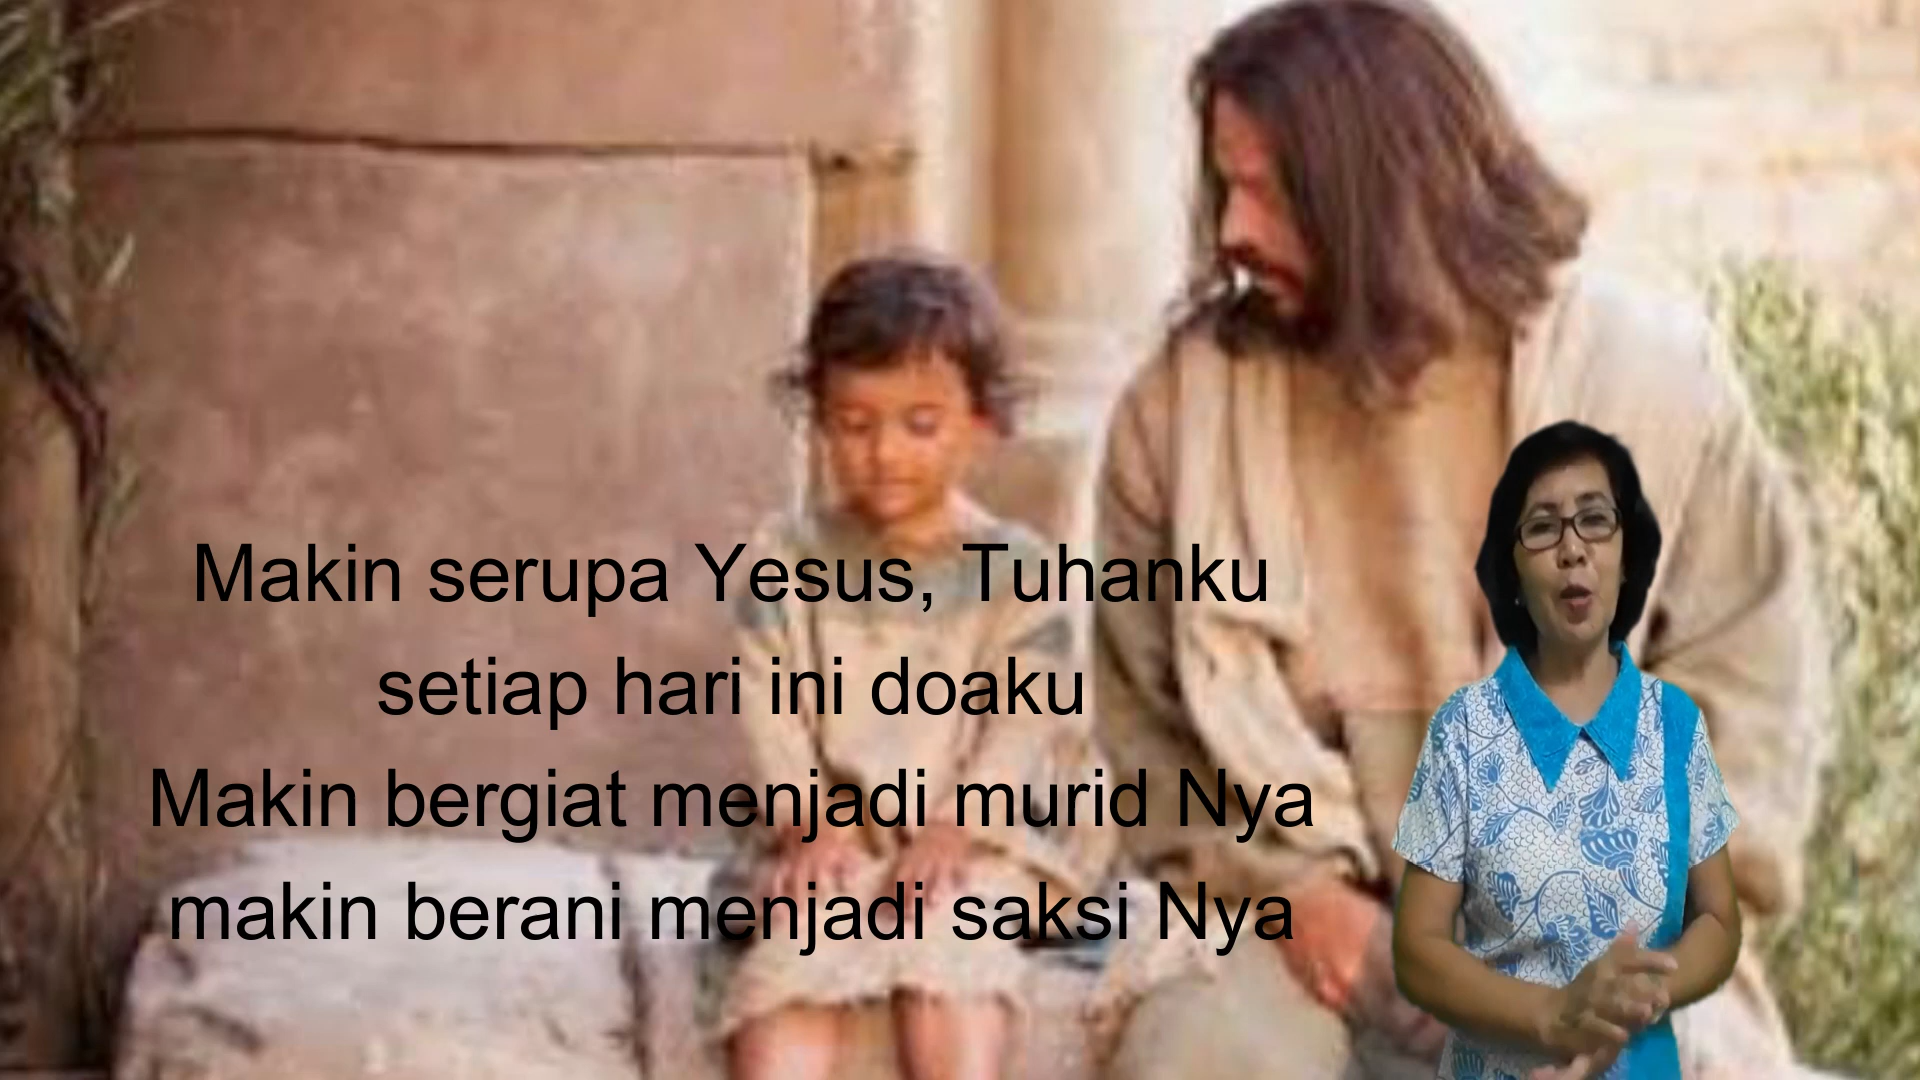 Makin serupa Yesus, Tuhanku
setiap hari ini doaku
Makin bergiat menjadi murid Nya
makin berani menjadi saksi Nya